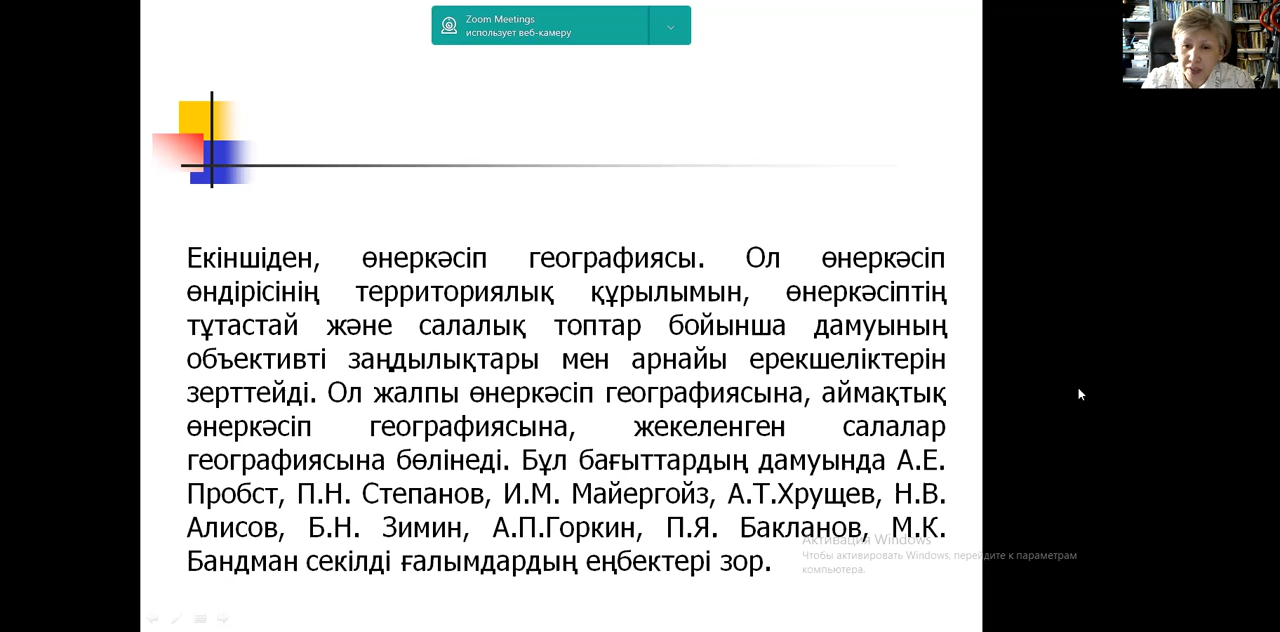 Zoom Meetings
использует веб-камеру
Екіншіден, өнеркәсіп географиясы. Ол өнеркәсіп
өндірісінің территориялық құрылымын, өнеркәсіптің
тұтастай және салалық топтар бойынша дамуының
объективті заңдылықтары мен арнайы ерекшеліктерін
зерттейді. Ол жалпы өнеркәсіп географиясына, аймақтық
өнеркәсіп географиясына, жекеленген салалар
географиясына бөлінеді. Бұл бағыттардың дамуында А.Е.
Пробст, П.Н. Степанов, И.М. Майергойз, А.Т.Хрущев, Н.В.
Алисов, Б.Н. Зимин, А.П.Горкин, П.Я. Бакланов, М.К.
Бандман секілді ғалымдардың еңбектері зор.
Активация Windows
Чтобы активировать Windows, перейдите к параметрам
компьютера.